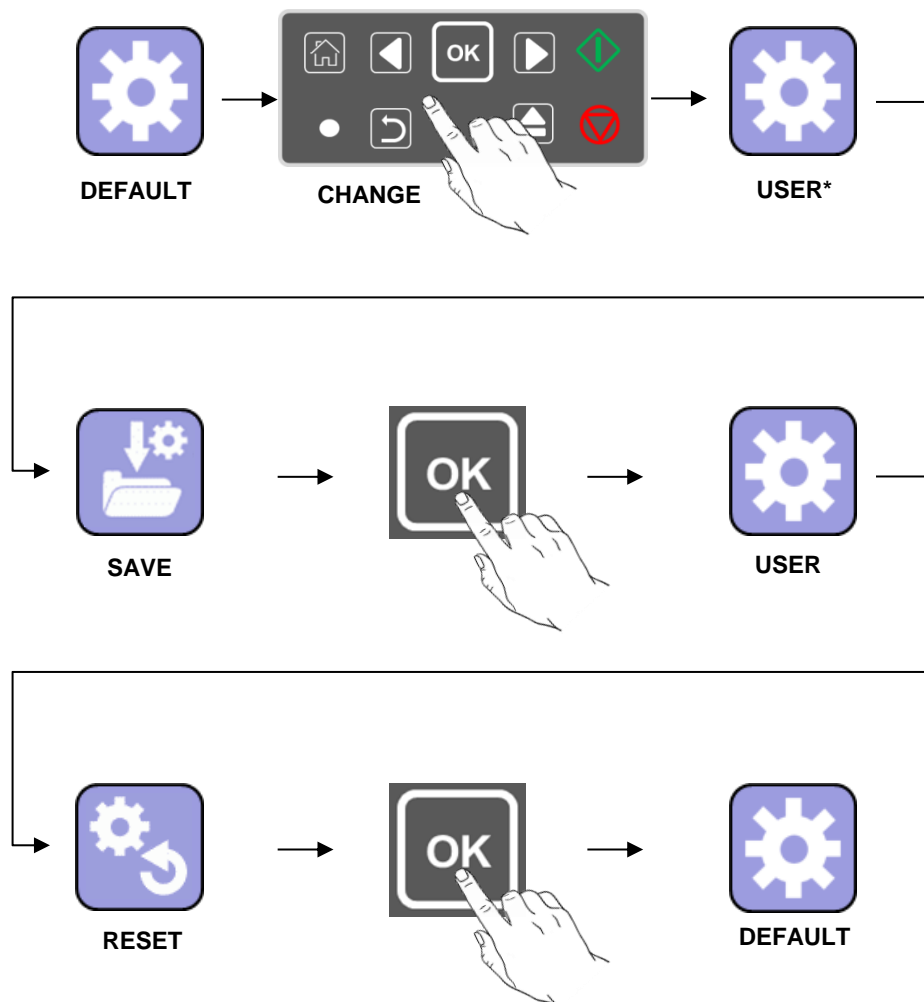 OK
DEFAULT
CHANGE
USER*
OK
SAVE
USER
OK
RESET
DEFAULT